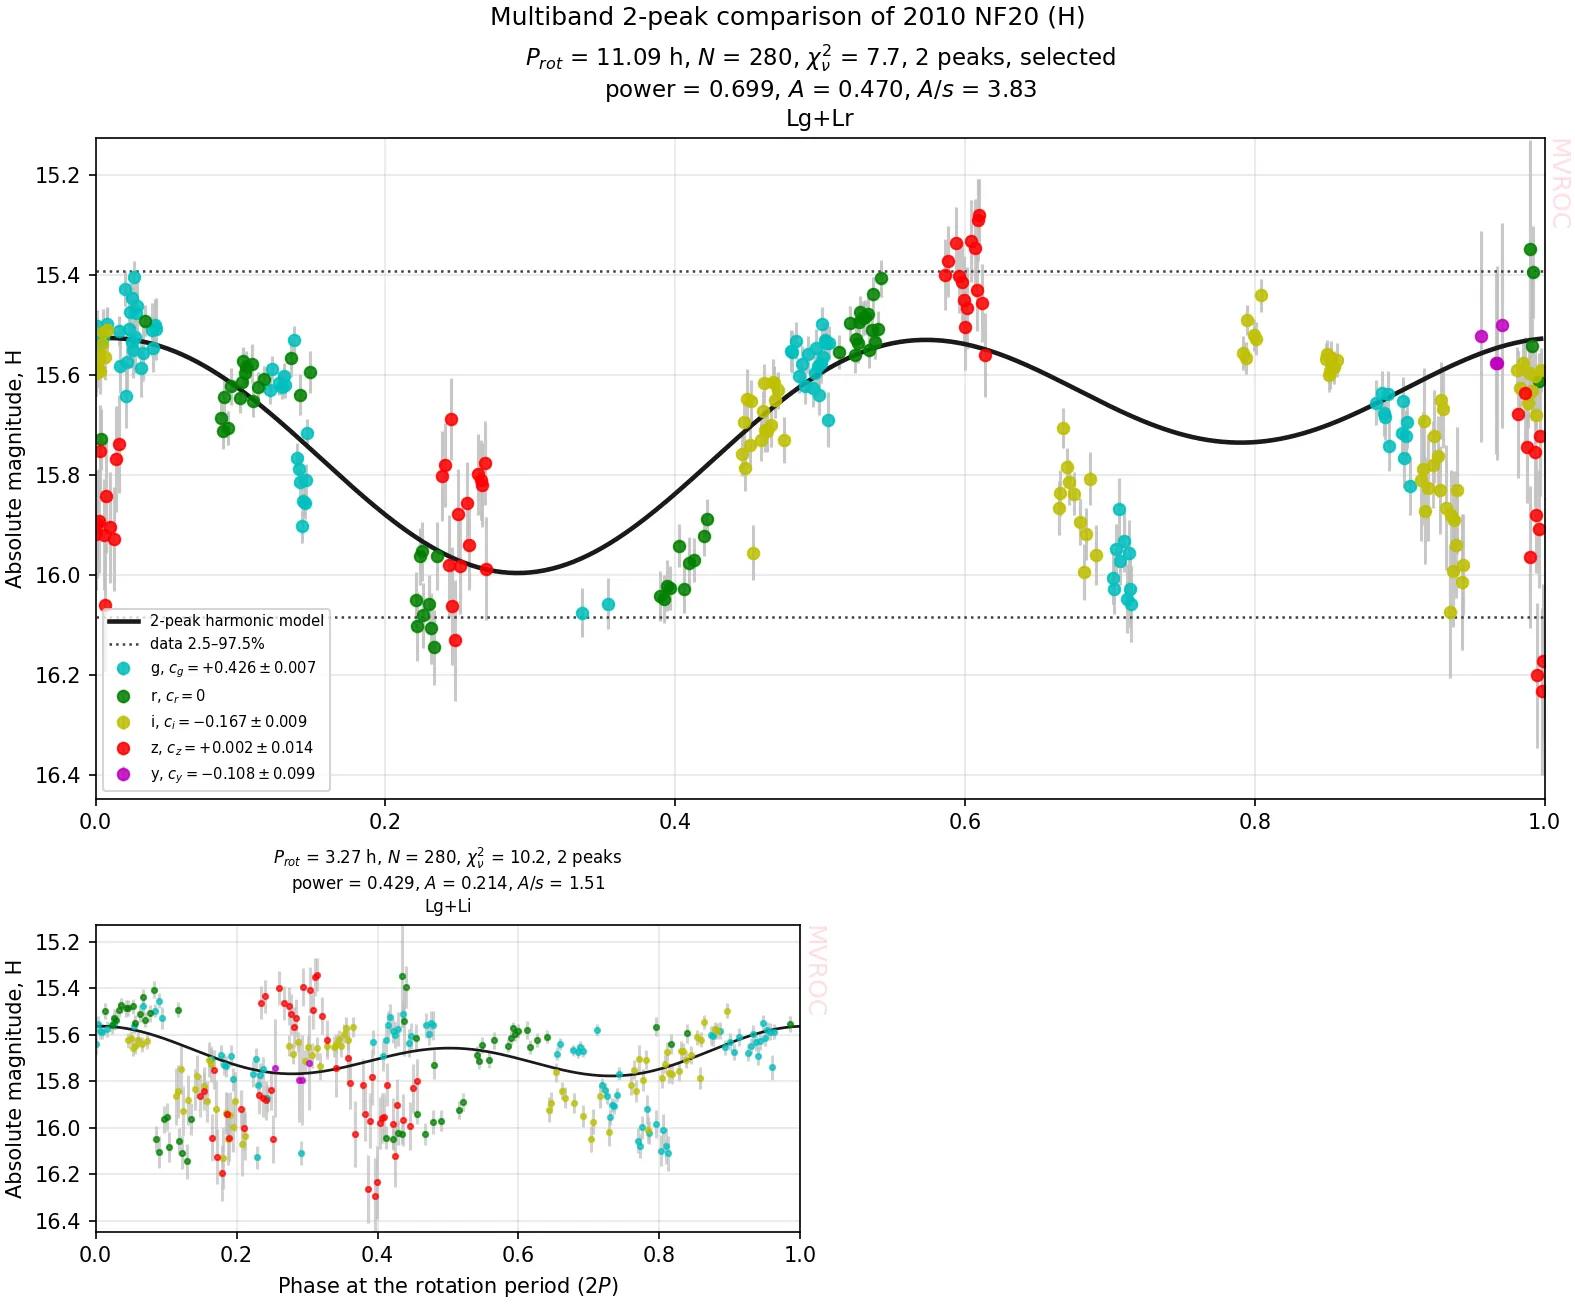 Multiband 2-peak comparison of 2010 NF20 (H)
P_rot = 11.09 h, N = 280, χ²_ν = 7.7, 2 peaks, selected
power = 0.699, A = 0.470, A/s = 3.83
Lg+Lr
MVROC
Absolute magnitude, H
15.2
15.4
15.6
15.8
16.0
16.2
16.4
2-peak harmonic model
data 2.5–97.5%
g, c_g = +0.426 ± 0.007
r, c_r = 0
i, c_i = −0.167 ± 0.009
z, c_z = +0.002 ± 0.014
y, c_y = −0.108 ± 0.099
0.0 0.2 0.4 0.6 0.8 1.0
P_rot = 3.27 h, N = 280, χ²_ν = 10.2, 2 peaks
power = 0.429, A = 0.214, A/s = 1.51
Lg+Li
MVROC
Absolute magnitude, H
15.2
15.4
15.6
15.8
16.0
16.2
16.4
0.0 0.2 0.4 0.6 0.8 1.0
Phase at the rotation period (2P)